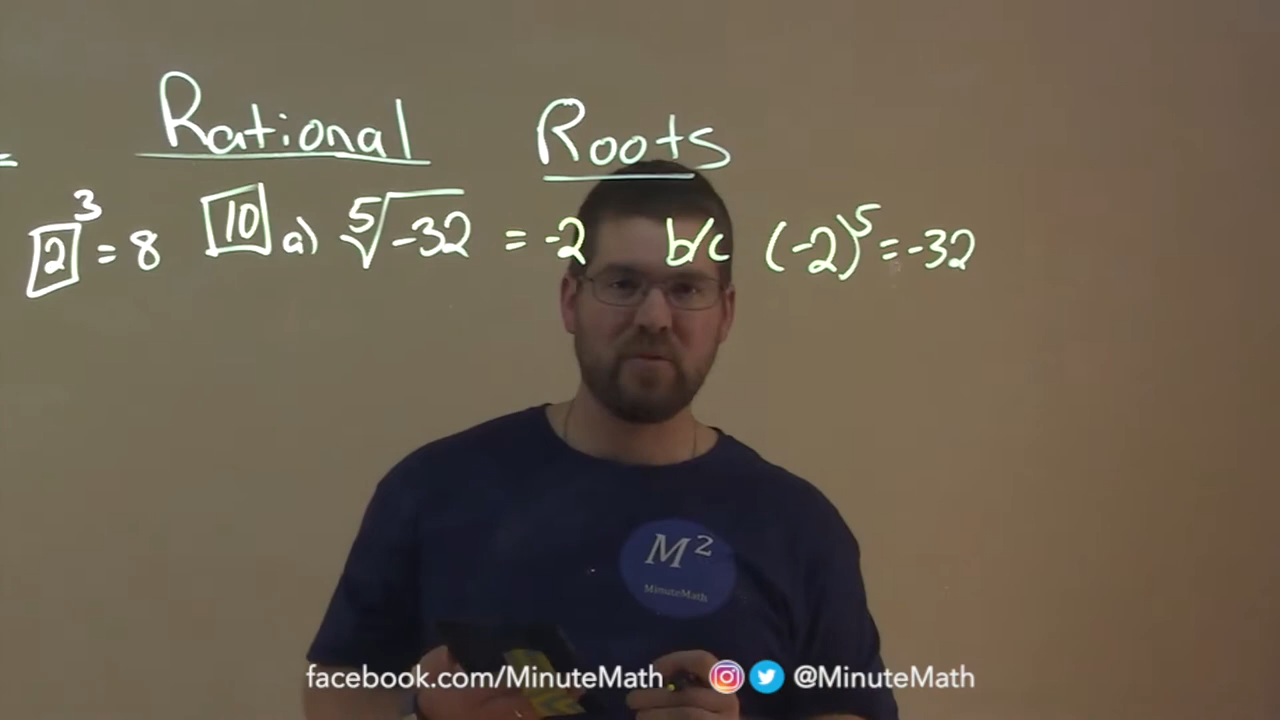 Rational Roots
2³ = 8 10 a) ⁵√-32 = -2 b/c (-2)⁵ = -32
M²
MinuteMath
facebook.com/MinuteMath @MinuteMath